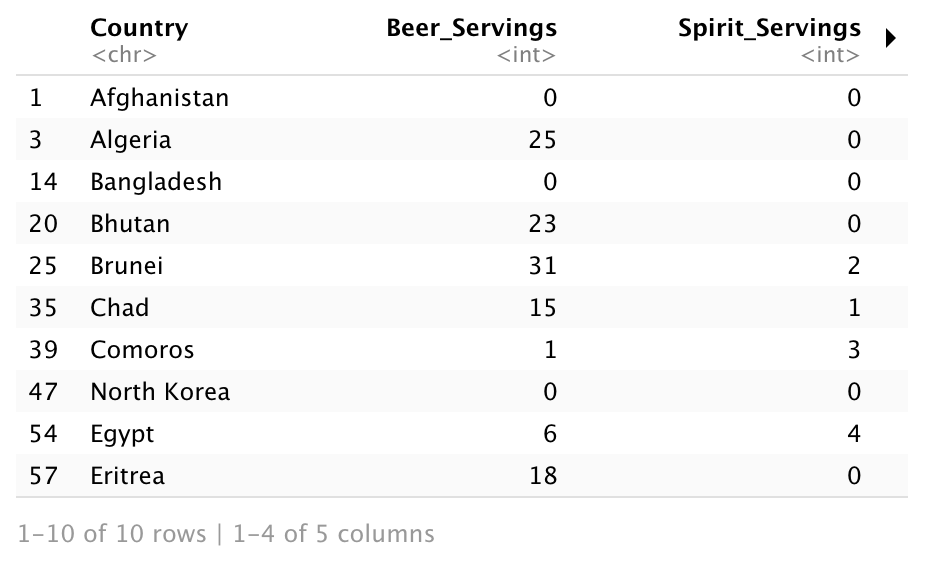 Country Beer_Servings Spirit_Servings
<chr> <int> <int>
1 Afghanistan 0 0
3 Algeria 25 0
14 Bangladesh 0 0
20 Bhutan 23 0
25 Brunei 31 2
35 Chad 15 1
39 Comoros 1 3
47 North Korea 0 0
54 Egypt 6 4
57 Eritrea 18 0
1-10 of 10 rows | 1-4 of 5 columns